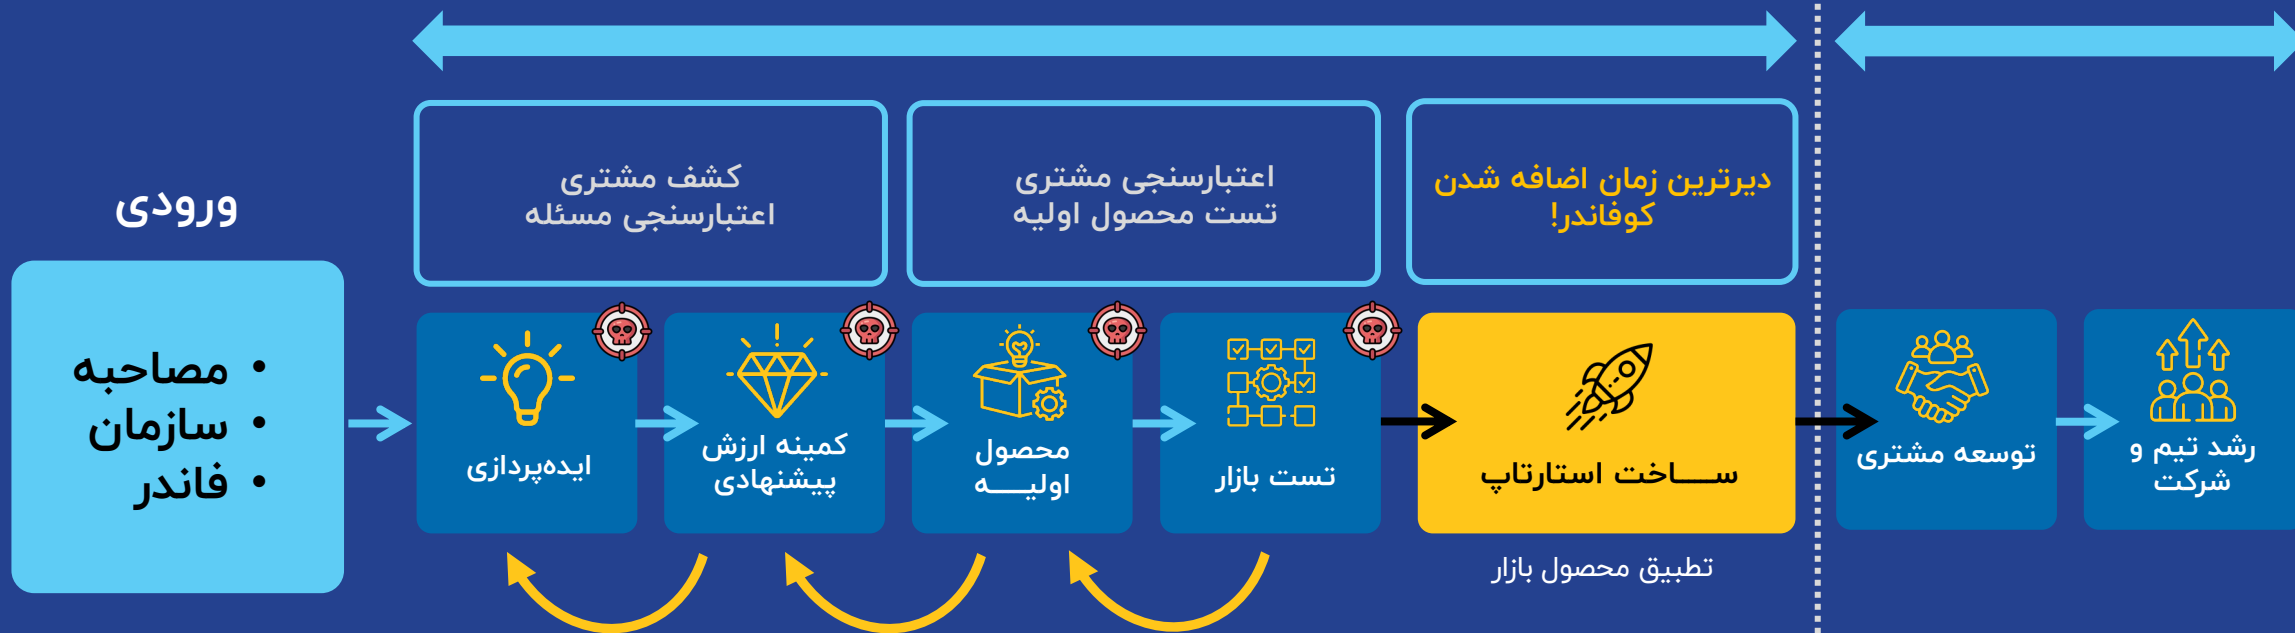 ورودی
• مصاحبه
• سازمان
• فاندر
کشف مشتری
اعتبارسنجی مسئله
اعتبارسنجی مشتری
تست محصول اولیه
دیرترین زمان اضافه شدن
کوفاندر!
ایده‌پردازی
کمینه ارزش
پیشنهادی
محصول
اولیـــه
تست بازار
ســـاخت استارتاپ
تطبیق محصول بازار
توسعه مشتری
رشد تیم و
شرکت